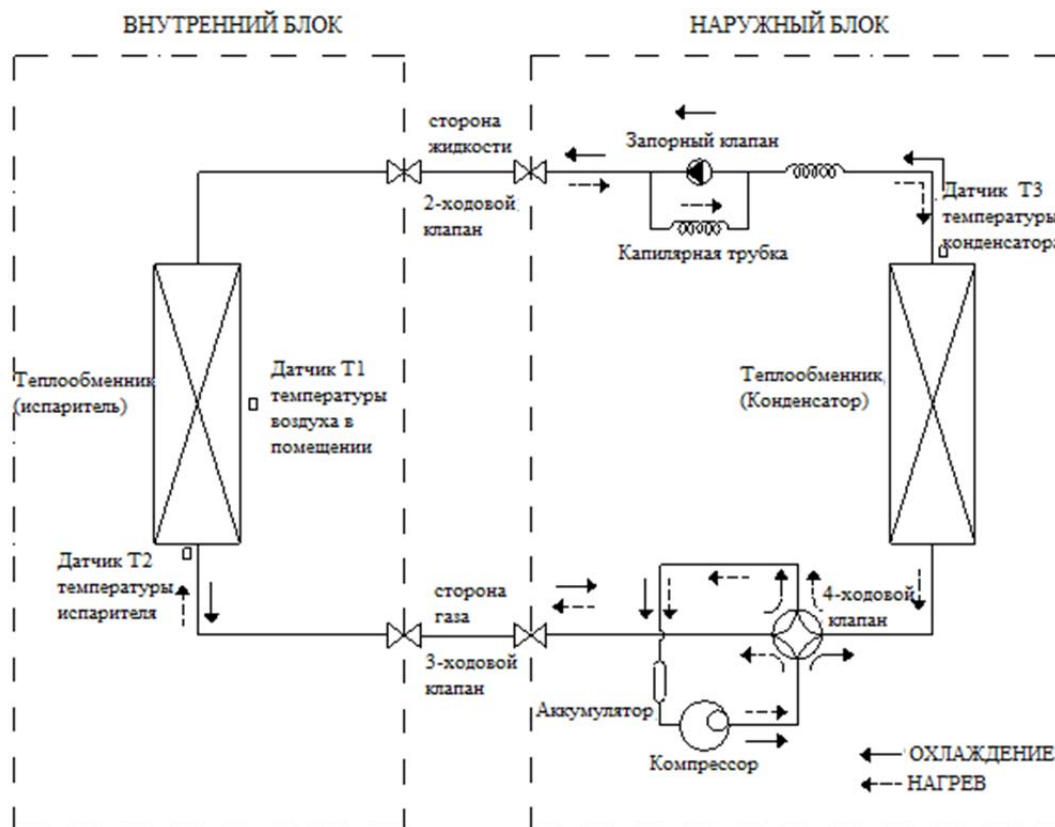 ВНУТРЕННИЙ БЛОК
НАРУЖНЫЙ БЛОК
сторона
жидкости
2-ходовой
клапан
Запорный клапан
Капилярная трубка
Датчик Т3
температуры
конденсатора
Теплообменник
(испаритель)
Датчик Т1
температуры
воздуха в
помещении
Теплообменник
(Конденсатор)
Датчик Т2
температуры
испарителя
сторона
газа
3-ходовой
клапан
4-ходовой
клапан
Аккумулятор
Компрессор
ОХЛАЖДЕНИЕ
НАГРЕВ